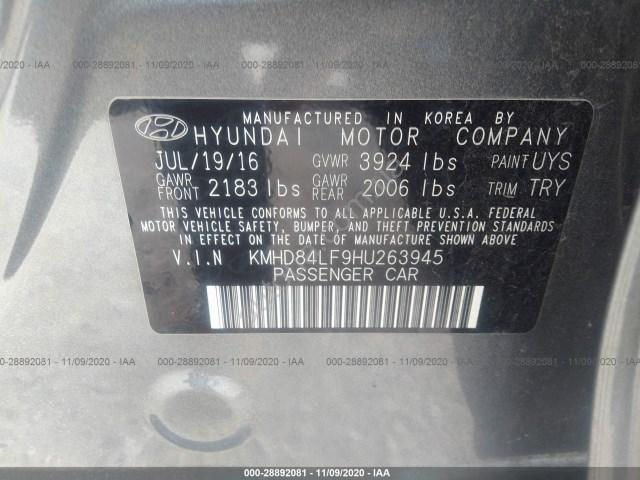 11/09/2020 - IAA 000-28892081 - 11/09/2020 - IAA 000-28892081 - 11/09/2020 - IAA
MANUFACTURED IN KOREA BY
HYUNDAI MOTOR COMPANY
JUL/19/16 GVWR 3924 lbs PAINT UYS
GAWR FRONT 2183 lbs GAWR REAR 2006 lbs TRIM TRY
THIS VEHICLE CONFORMS TO ALL APPLICABLE U.S.A. FEDERAL
MOTOR VEHICLE SAFETY, BUMPER, AND THEFT PREVENTION STANDARDS
IN EFFECT ON THE DATE OF MANUFACTURE SHOWN ABOVE.
V.I.N KMHD84LF9HU263945
PASSENGER CAR
000-28892081 - 11/09/2020 - IAA